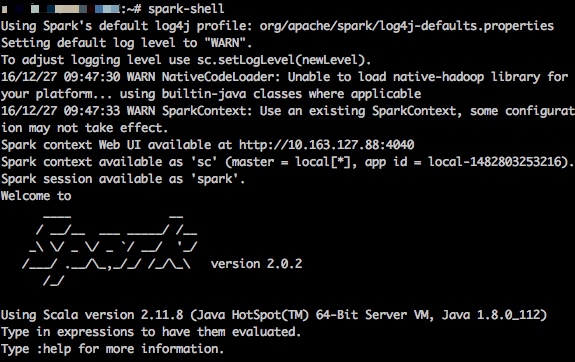 :~# spark-shell
Using Spark's default log4j profile: org/apache/spark/log4j-defaults.properties
Setting default log level to "WARN".
To adjust logging level use sc.setLogLevel(newLevel).
16/12/27 09:47:30 WARN NativeCodeLoader: Unable to load native-hadoop library for
your platform... using builtin-java classes where applicable
16/12/27 09:47:33 WARN SparkContext: Use an existing SparkContext, some configurat
ion may not take effect.
Spark context Web UI available at http://10.163.127.88:4040
Spark context available as 'sc' (master = local[*], app id = local-1482803253216).
Spark session available as 'spark'.
Welcome to
      ____              __
     / __/__  ___ _____/ /__
    _\ \/ _ \/ _ `/ __/  '_/
   /___/ .__/\_,_/_/ /_/\_\   version 2.0.2
      /_/
Using Scala version 2.11.8 (Java HotSpot(TM) 64-Bit Server VM, Java 1.8.0_112)
Type in expressions to have them evaluated.
Type :help for more information.